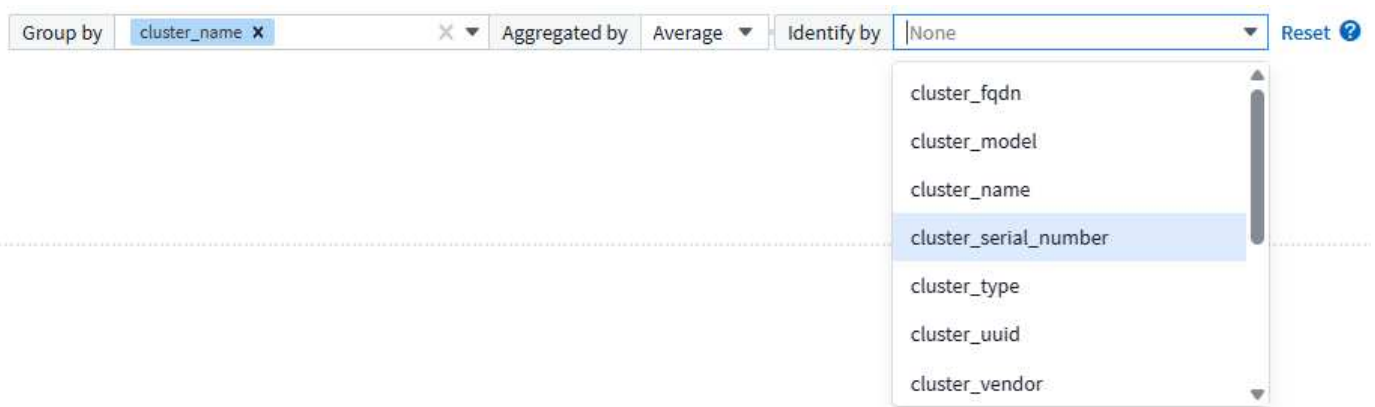 Group by cluster_name x Aggregated by Average Identify by None Reset ?
cluster_fqdn
cluster_model
cluster_name
cluster_serial_number
cluster_type
cluster_uuid
cluster_vendor